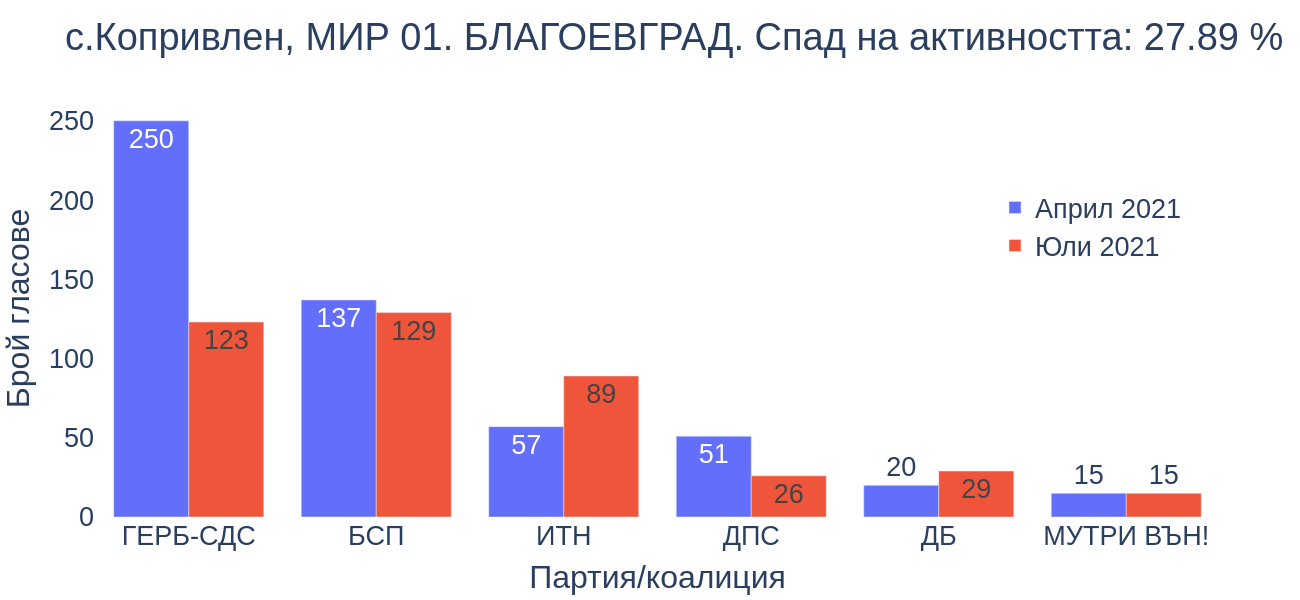 с.Копривлен, МИР 01. БЛАГОЕВГРАД. Спад на активността: 27.89 %
Брой гласове
250
200
150
100
50
0
250
123
137
129
57
89
51
26
20
29
15
15
Април 2021
Юли 2021
ГЕРБ-СДС
БСП
ИТН
ДПС
ДБ
МУТРИ ВЪН!
Партия/коалиция